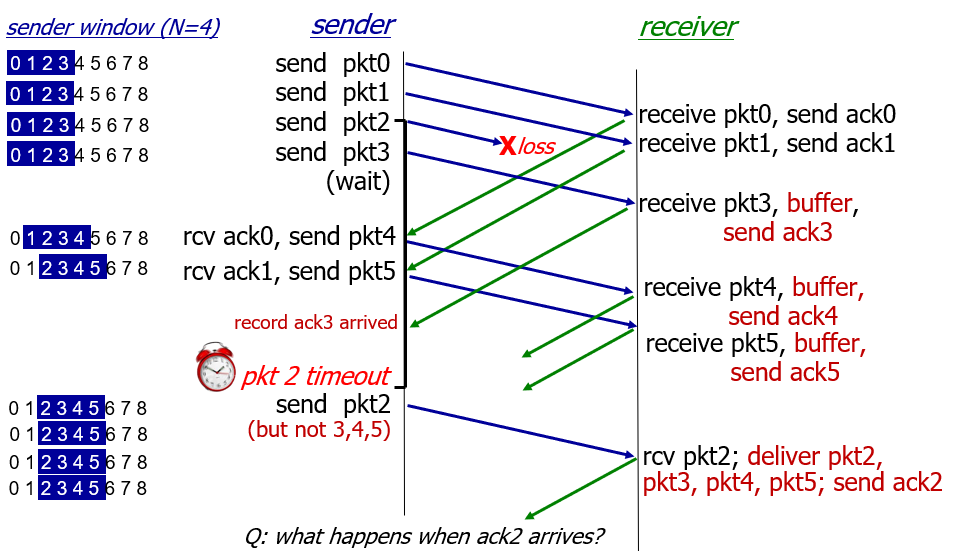 sender window (N=4) sender receiver
0 1 2 3 4 5 6 7 8 send pkt0
0 1 2 3 4 5 6 7 8 send pkt1
0 1 2 3 4 5 6 7 8 send pkt2
0 1 2 3 4 5 6 7 8 send pkt3
(wait)
X loss
receive pkt0, send ack0
receive pkt1, send ack1
receive pkt3, buffer,
send ack3
0 1 2 3 4 5 6 7 8 rcv ack0, send pkt4
0 1 2 3 4 5 6 7 8 rcv ack1, send pkt5
receive pkt4, buffer,
send ack4
receive pkt5, buffer,
send ack5
record ack3 arrived
pkt 2 timeout
0 1 2 3 4 5 6 7 8 send pkt2
0 1 2 3 4 5 6 7 8 (but not 3,4,5)
0 1 2 3 4 5 6 7 8
0 1 2 3 4 5 6 7 8
rcv pkt2; deliver pkt2,
pkt3, pkt4, pkt5; send ack2
Q: what happens when ack2 arrives?